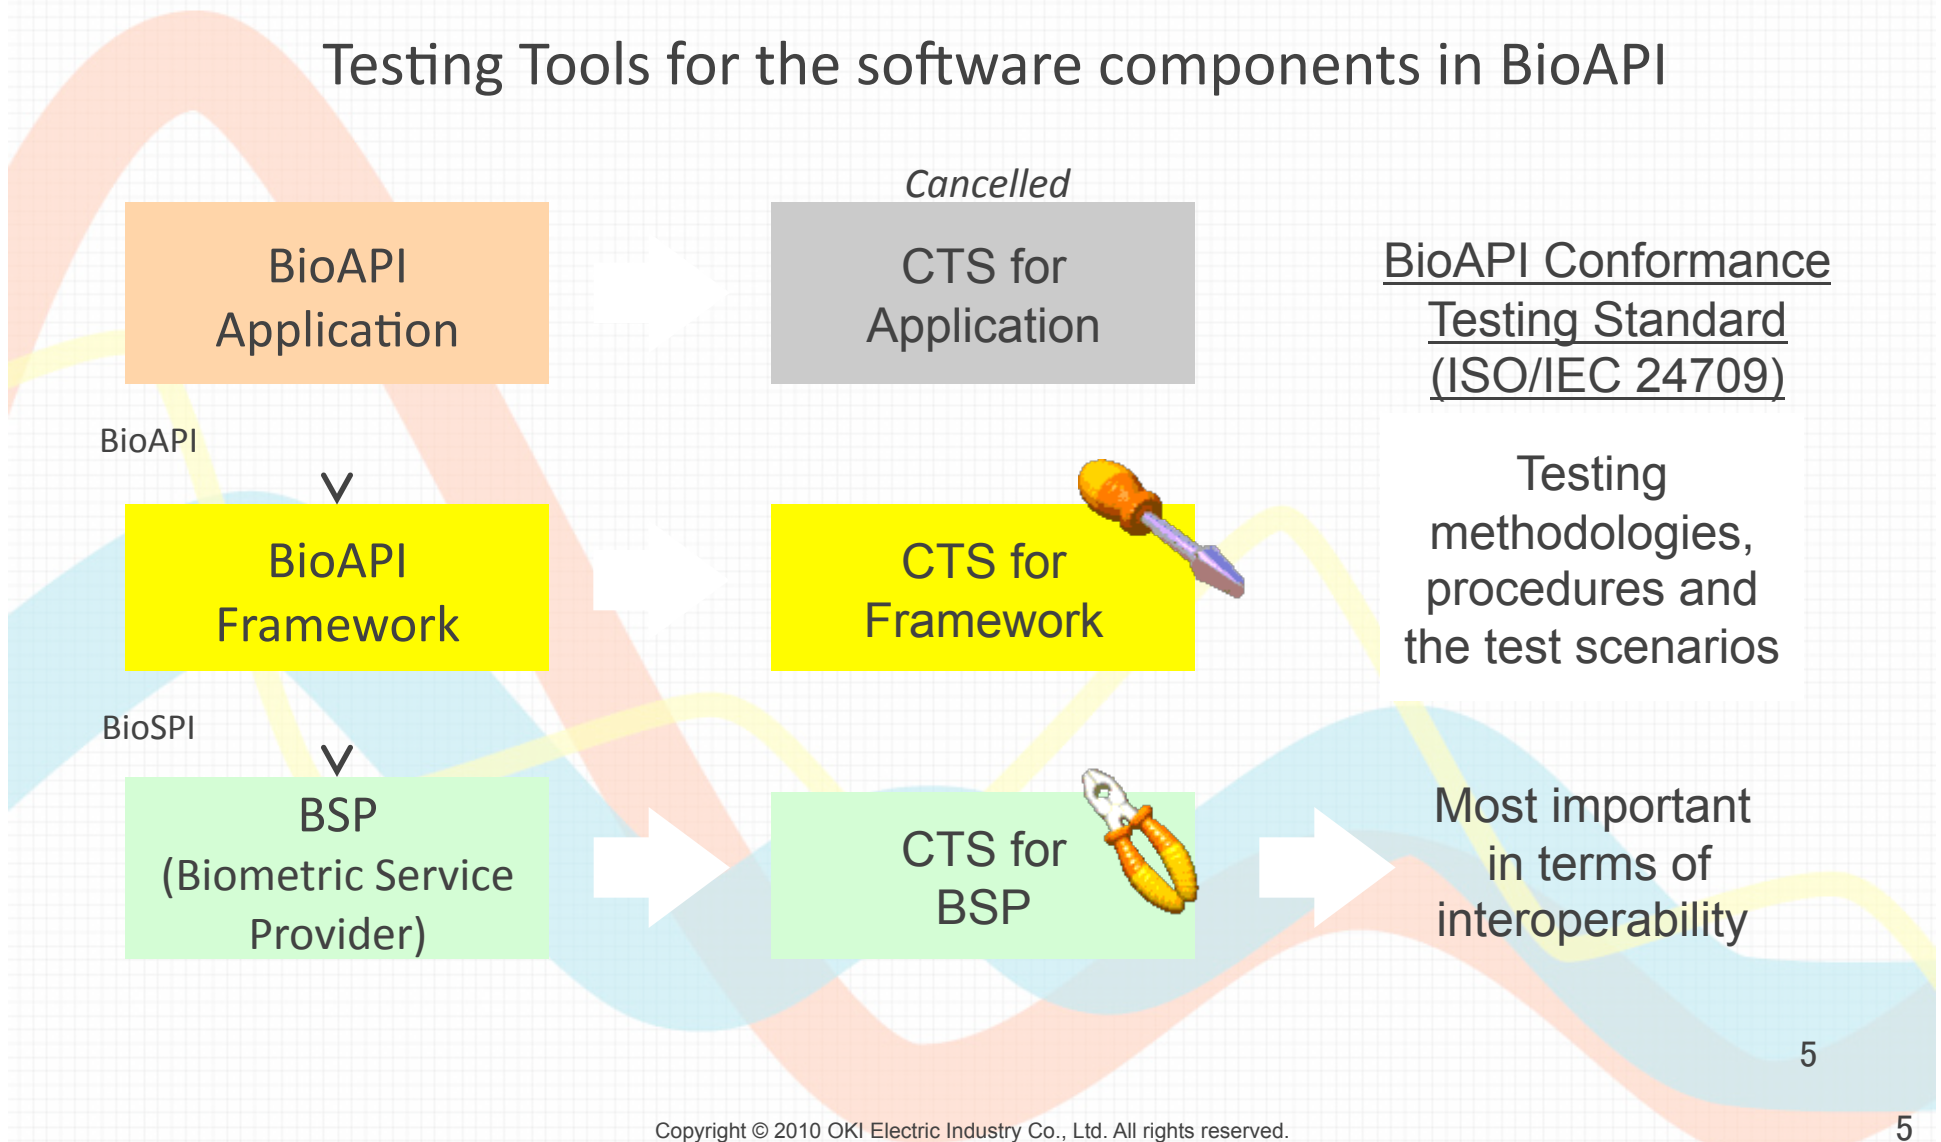 Testing Tools for the software components in BioAPI
Cancelled
BioAPI
Application
CTS for
Application
BioAPI Conformance
Testing Standard
(ISO/IEC 24709)
BioAPI
BioAPI
Framework
CTS for
Framework
Testing
methodologies,
procedures and
the test scenarios
BioSPI
BSP
(Biometric Service
Provider)
CTS for
BSP
Most important
in terms of
interoperability
5
Copyright © 2010 OKI Electric Industry Co., Ltd. All rights reserved.
5